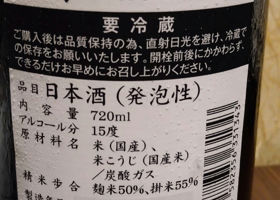 要冷蔵
ご購入後は品質保持の為、直射日光を避け、冷蔵で
の保存をお願いいたします。開栓前後にかかわらず、
できるだけお早めにお召し上がりください。
品目 日本酒(発泡性)
内容量 720ml
アルコール分 15度
原材料名 米(国産)、
米こうじ(国産米)
/炭酸ガス
精米歩合 麹米50%、掛米55%